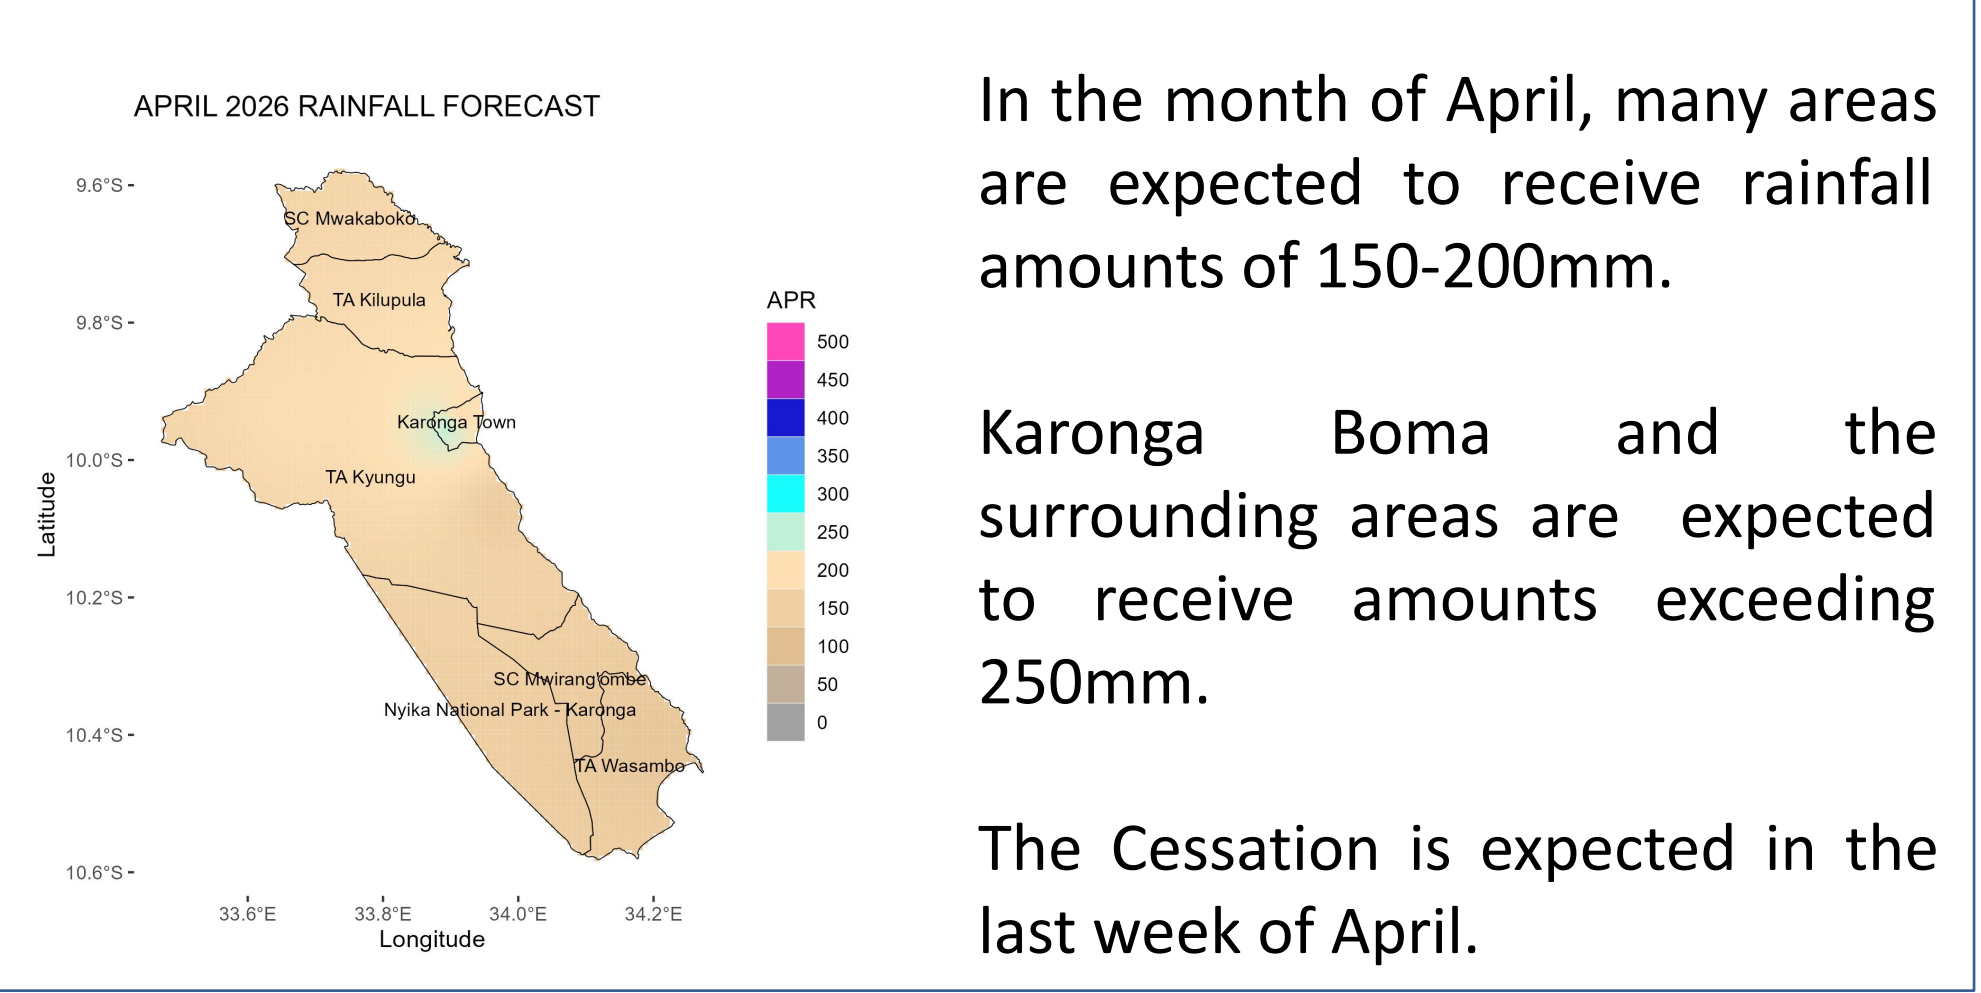 APRIL 2026 RAINFALL FORECAST
9.6°S
9.8°S
10.0°S
10.2°S
10.4°S
10.6°S
Latitude
33.6°E 33.8°E 34.0°E 34.2°E
Longitude
SC Mwakaboko
TA Kilupula
Karonga Town
TA Kyungu
SC Mwirang'ombe
Nyika National Park - Karonga
TA Wasambo
APR
500
450
400
350
300
250
200
150
100
50
0
In the month of April, many areas
are expected to receive rainfall
amounts of 150-200mm.
Karonga Boma and the
surrounding areas are expected
to receive amounts exceeding
250mm.
The Cessation is expected in the
last week of April.